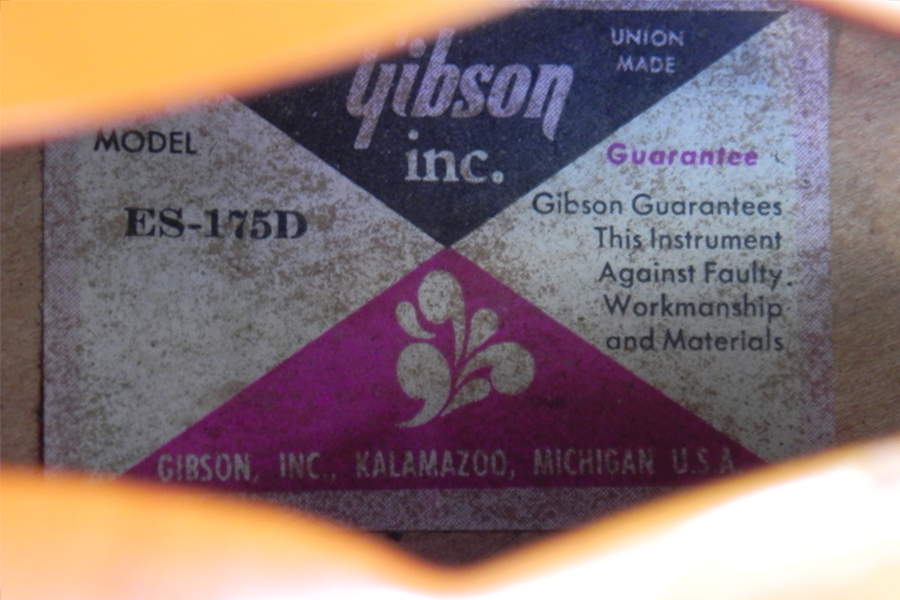 Gibson
inc.
UNION
MADE
MODEL
ES-175D
Guarantee
Gibson Guarantees
This Instrument
Against Faulty
Workmanship
and Materials
GIBSON, INC., KALAMAZOO, MICHIGAN U.S.A.